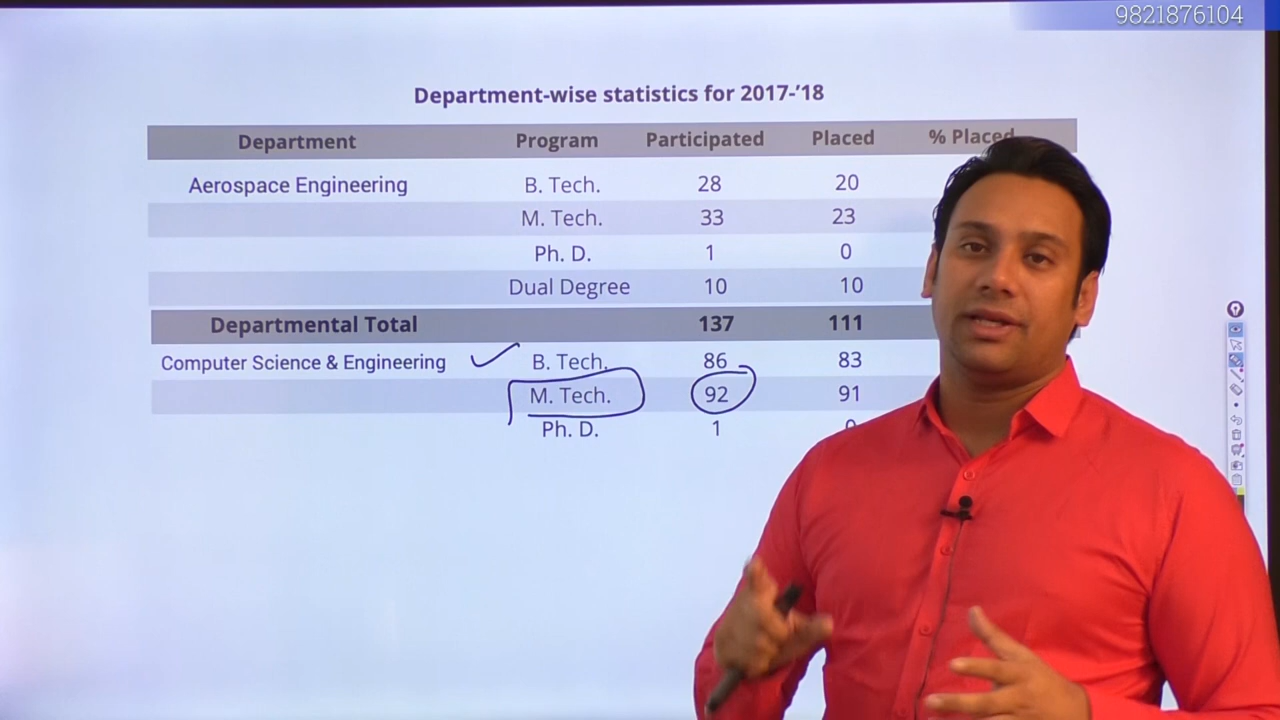 9821876104
Department-wise statistics for 2017-'18
Department Program Participated Placed % Placed
Aerospace Engineering B. Tech. 28 20
M. Tech. 33 23
Ph. D. 1 0
Dual Degree 10 10
Departmental Total 137 111
Computer Science & Engineering B. Tech. 86 83
M. Tech. 92 91
Ph. D. 1